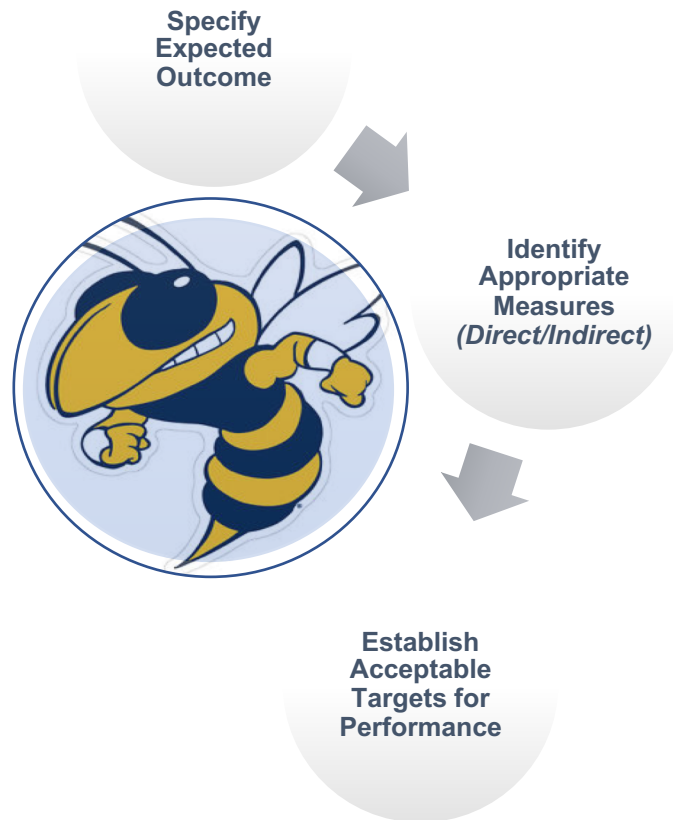 Specify
Expected
Outcome
Identify
Appropriate
Measures
(Direct/Indirect)
Establish
Acceptable
Targets for
Performance